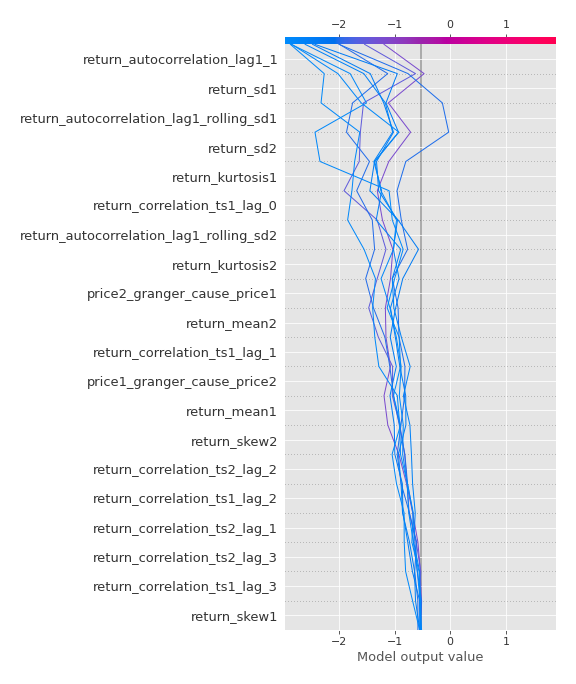 −2 −1 0 1
return_autocorrelation_lag1_1
return_sd1
return_autocorrelation_lag1_rolling_sd1
return_sd2
return_kurtosis1
return_correlation_ts1_lag_0
return_autocorrelation_lag1_rolling_sd2
return_kurtosis2
price2_granger_cause_price1
return_mean2
return_correlation_ts1_lag_1
price1_granger_cause_price2
return_mean1
return_skew2
return_correlation_ts2_lag_2
return_correlation_ts1_lag_2
return_correlation_ts2_lag_1
return_correlation_ts2_lag_3
return_correlation_ts1_lag_3
return_skew1
−2 −1 0 1
Model output value